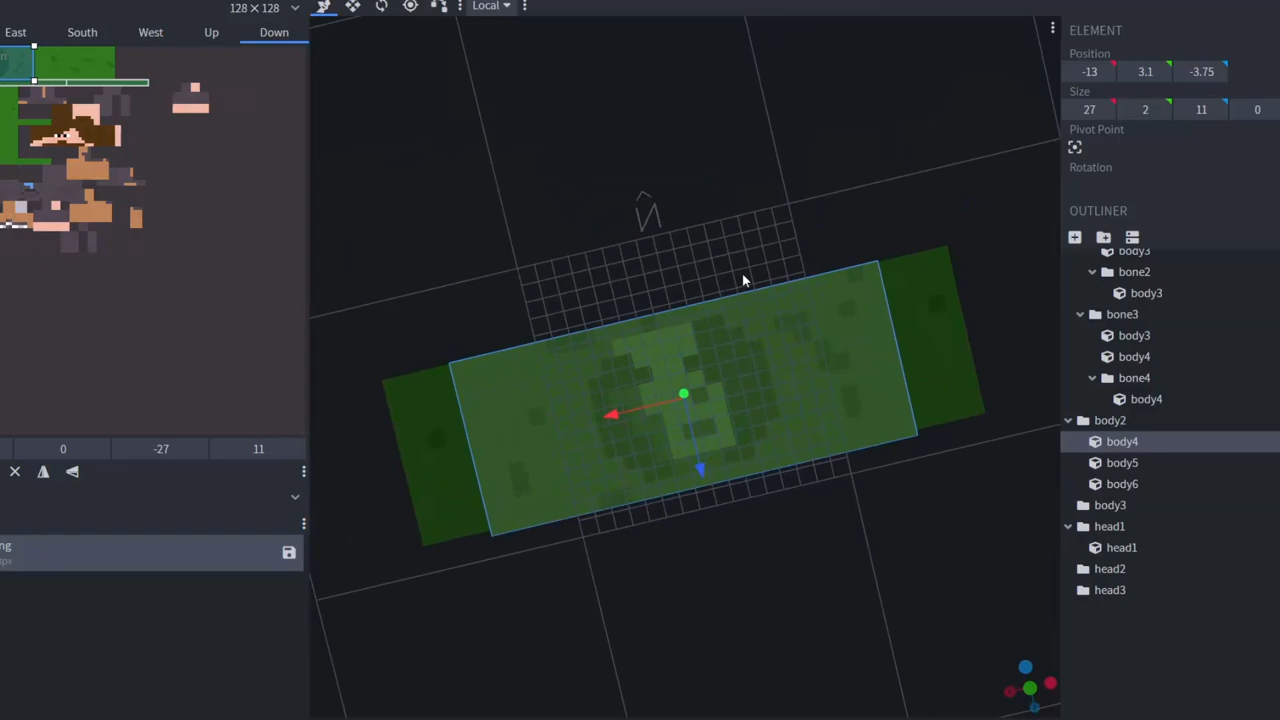 128 × 128
Local
East South West Up Down
ELEMENT
Position
-13 3.1 -3.75
Size
27 2 11 0
Pivot Point
Rotation
OUTLINER
body3
bone2
body3
bone3
body3
body4
bone4
body4
body2
body4
body5
body6
body3
head1
head1
head2
head3
N
0 -27 11
ng